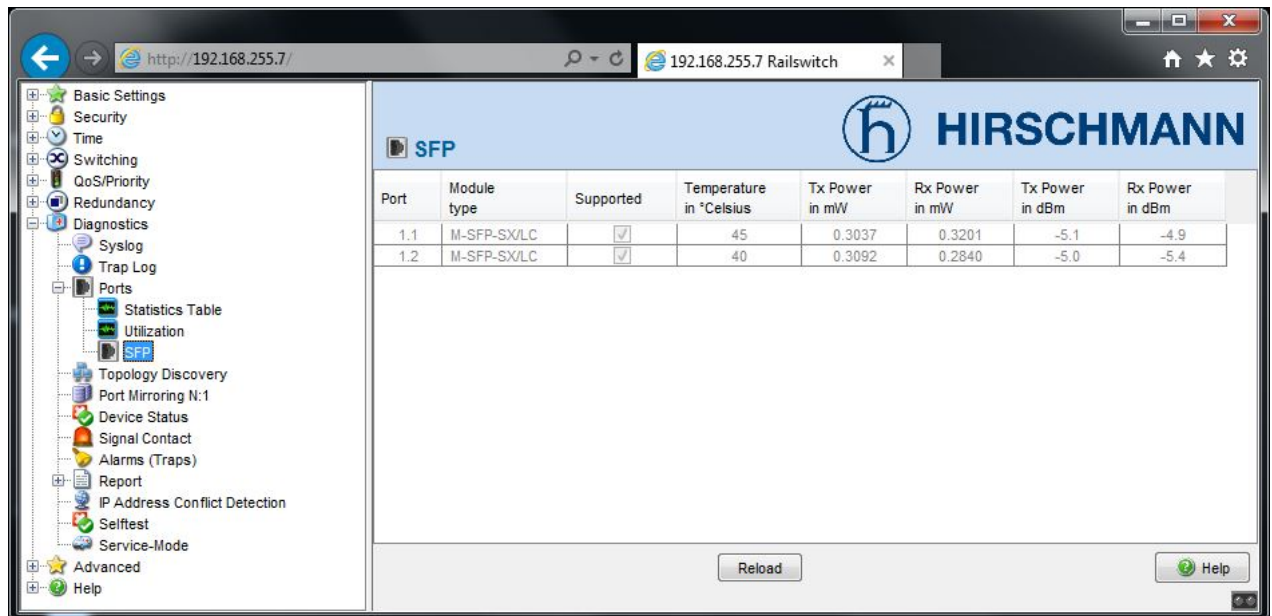 http://192.168.255.7/
192.168.255.7 Railswitch
Basic Settings
Security
Time
Switching
QoS/Priority
Redundancy
Diagnostics
Syslog
Trap Log
Ports
Statistics Table
Utilization
SFP
Topology Discovery
Port Mirroring N:1
Device Status
Signal Contact
Alarms (Traps)
Report
IP Address Conflict Detection
Selftest
Service-Mode
Advanced
Help
SFP
HIRSCHMANN
Port Module type Supported Temperature in °Celsius Tx Power in mW Rx Power in mW Tx Power in dBm Rx Power in dBm
1.1 M-SFP-SX/LC 45 0.3037 0.3201 -5.1 -4.9
1.2 M-SFP-SX/LC 40 0.3092 0.2840 -5.0 -5.4
Reload
Help